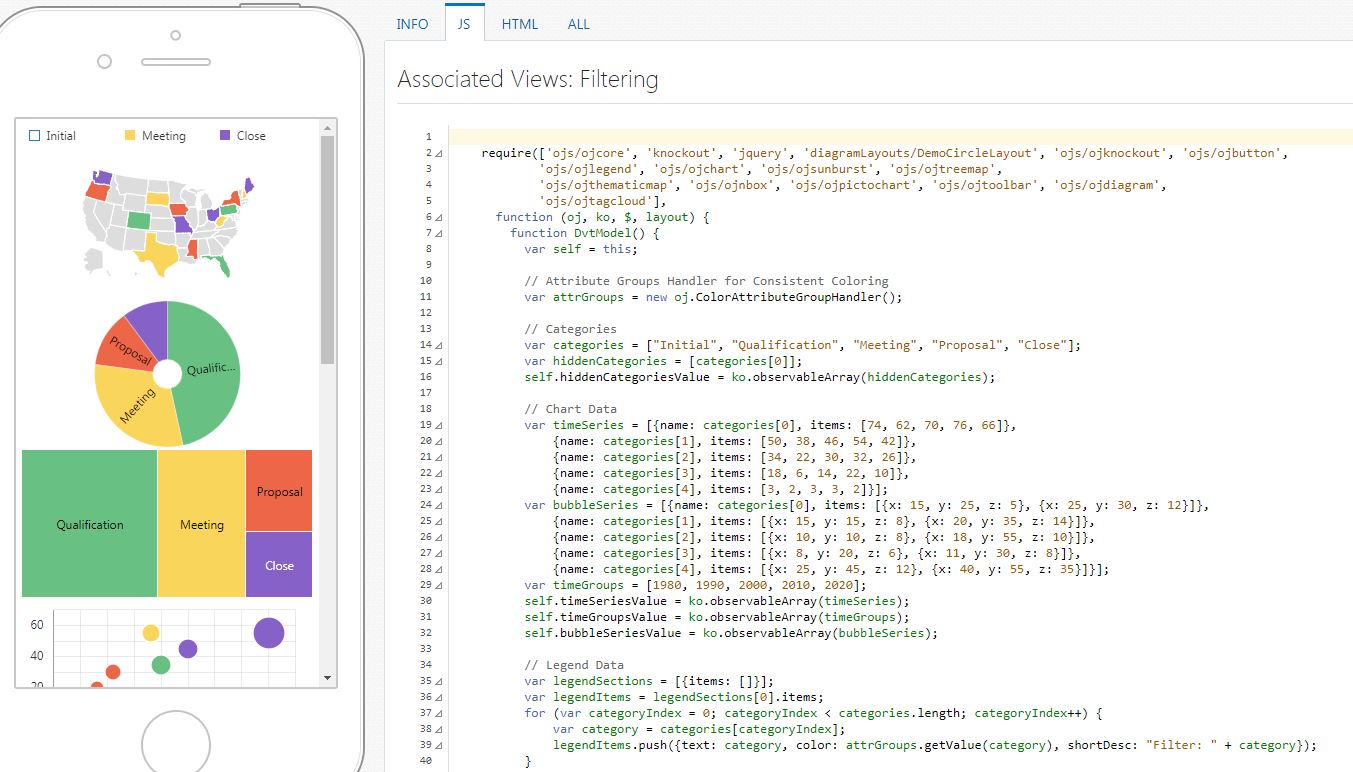 INFO JS HTML ALL
Associated Views: Filtering
Initial Meeting Close
Proposal
Qualific...
Meeting
Qualification
Meeting
Proposal
Close
60
40
20
1
2 require(['ojs/ojcore', 'knockout', 'jquery', 'diagramLayouts/DemoCircleLayout', 'ojs/ojknockout', 'ojs/ojbutton',
3 'ojs/ojlegend', 'ojs/ojchart', 'ojs/ojsunburst', 'ojs/ojtreemap',
4 'ojs/ojthematicmap', 'ojs/ojnbox', 'ojs/ojpictochart', 'ojs/ojtoolbar', 'ojs/ojdiagram',
5 'ojs/ojtagcloud'],
6 function (oj, ko, $, layout) {
7 function DvtModel() {
8 var self = this;
9
10 // Attribute Groups Handler for Consistent Coloring
11 var attrGroups = new oj.ColorAttributeGroupHandler();
12
13 // Categories
14 var categories = ["Initial", "Qualification", "Meeting", "Proposal", "Close"];
15 var hiddenCategories = [categories[0]];
16 self.hiddenCategoriesValue = ko.observableArray(hiddenCategories);
17
18 // Chart Data
19 var timeSeries = [{name: categories[0], items: [74, 62, 70, 76, 66]},
20 {name: categories[1], items: [50, 38, 46, 54, 42]},
21 {name: categories[2], items: [34, 22, 30, 32, 26]},
22 {name: categories[3], items: [18, 6, 14, 22, 10]},
23 {name: categories[4], items: [3, 2, 3, 3, 2]}];
24 var bubbleSeries = [{name: categories[0], items: [{x: 15, y: 25, z: 5}, {x: 25, y: 30, z: 12}]},
25 {name: categories[1], items: [{x: 15, y: 15, z: 8}, {x: 20, y: 35, z: 14}]},
26 {name: categories[2], items: [{x: 10, y: 10, z: 8}, {x: 18, y: 55, z: 10}]},
27 {name: categories[3], items: [{x: 8, y: 20, z: 6}, {x: 11, y: 30, z: 8}]},
28 {name: categories[4], items: [{x: 25, y: 45, z: 12}, {x: 40, y: 55, z: 35}]}];
29 var timeGroups = [1980, 1990, 2000, 2010, 2020];
30 self.timeSeriesValue = ko.observableArray(timeSeries);
31 self.timeGroupsValue = ko.observableArray(timeGroups);
32 self.bubbleSeriesValue = ko.observableArray(bubbleSeries);
33
34 // Legend Data
35 var legendSections = [{items: []}];
36 var legendItems = legendSections[0].items;
37 for (var categoryIndex = 0; categoryIndex < categories.length; categoryIndex++) {
38 var category = categories[categoryIndex];
39 legendItems.push({text: category, color: attrGroups.getValue(category), shortDesc: "Filter: " + category});
40 }